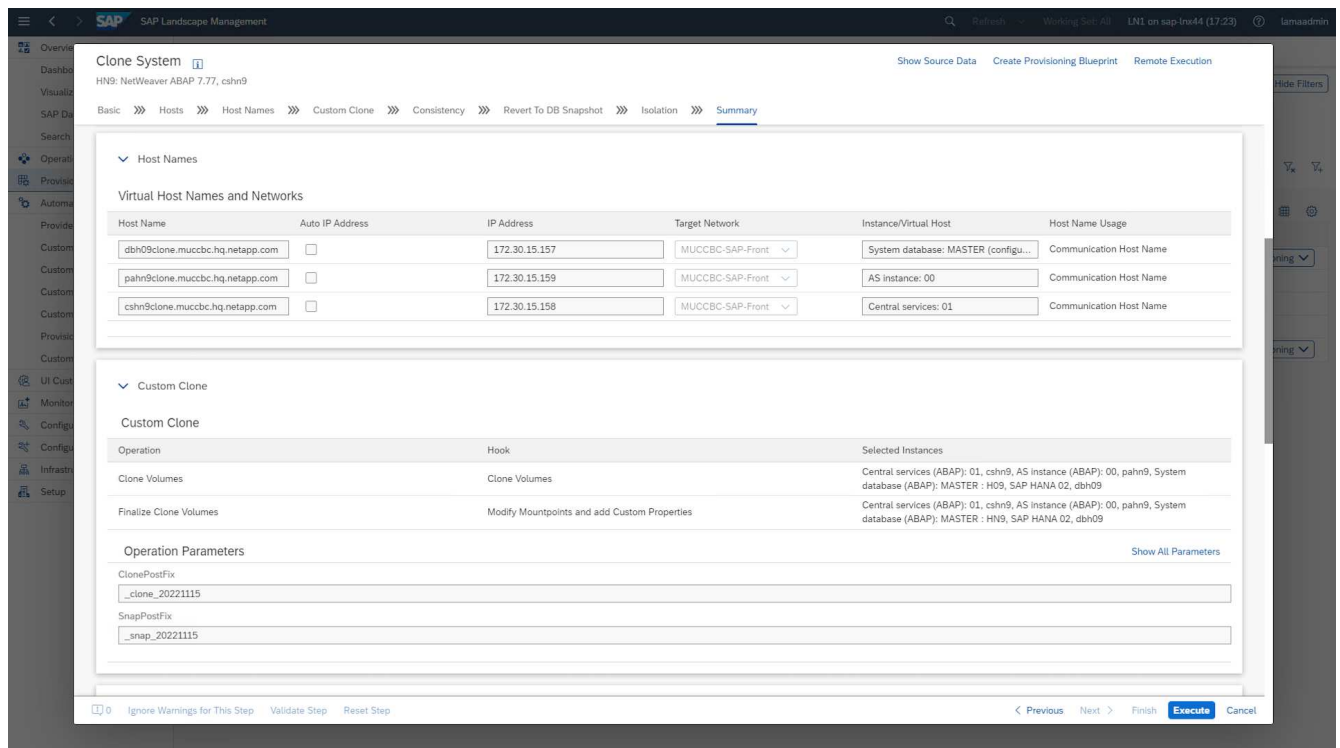 SAP SAP Landscape Management Refresh Working Set: All LN1 on sap-lnx44 (17:23) lamaadmin
Overvie
Dashbo
Visualiz
SAP Da
Search
Operati
Provisio
Automa
Provide
Custom
Custom
Custom
Custom
Provisio
Custom
UI Cust
Monitor
Configu
Configu
Infrastru
Setup
Hide Filters
oning
oning
Clone System
Show Source Data Create Provisioning Blueprint Remote Execution
HN9: NetWeaver ABAP 7.77, cshn9
Basic Hosts Host Names Custom Clone Consistency Revert To DB Snapshot Isolation Summary
Host Names
Virtual Host Names and Networks
Host Name Auto IP Address IP Address Target Network Instance/Virtual Host Host Name Usage
dbh09clone.muccbc.hq.netapp.com 172.30.15.157 MUCCBC-SAP-Front System database: MASTER (configu... Communication Host Name
pahn9clone.muccbc.hq.netapp.com 172.30.15.159 MUCCBC-SAP-Front AS instance: 00 Communication Host Name
cshn9clone.muccbc.hq.netapp.com 172.30.15.158 MUCCBC-SAP-Front Central services: 01 Communication Host Name
Custom Clone
Custom Clone
Operation Hook Selected Instances
Clone Volumes Clone Volumes Central services (ABAP): 01, cshn9, AS instance (ABAP): 00, pahn9, System
database (ABAP): MASTER : H09, SAP HANA 02, dbh09
Finalize Clone Volumes Modify Mountpoints and add Custom Properties Central services (ABAP): 01, cshn9, AS instance (ABAP): 00, pahn9, System
database (ABAP): MASTER : HN9, SAP HANA 02, dbh09
Operation Parameters Show All Parameters
ClonePostFix
_clone_20221115
SnapPostFix
_snap_20221115
0 Ignore Warnings for This Step Validate Step Reset Step < Previous Next > Finish Execute Cancel